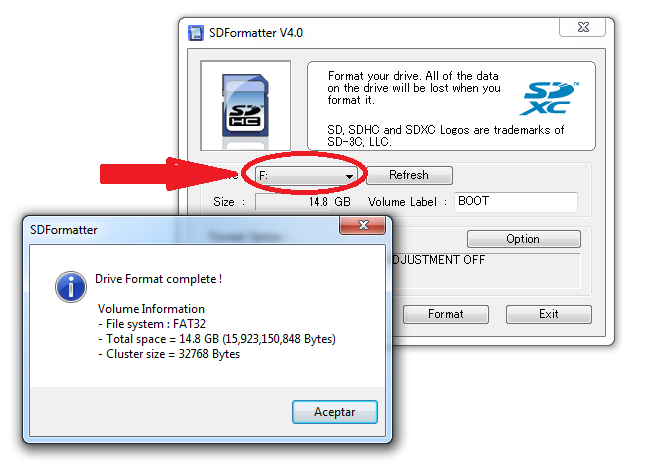 SDFormatter V4.0
SD
HC
Format your drive. All of the data
on the drive will be lost when you
format it.
SD, SDHC and SDXC Logos are trademarks of
SD-3C, LLC.
SD
XC
TM
F:
Refresh
Size :
14.8 GB
Volume Label :
BOOT
Format Option :
Option
DJUSTMENT OFF
Format
Exit
SDFormatter
Drive Format complete !
Volume Information
- File system : FAT32
- Total space = 14.8 GB (15,923,150,848 Bytes)
- Cluster size = 32768 Bytes
Aceptar